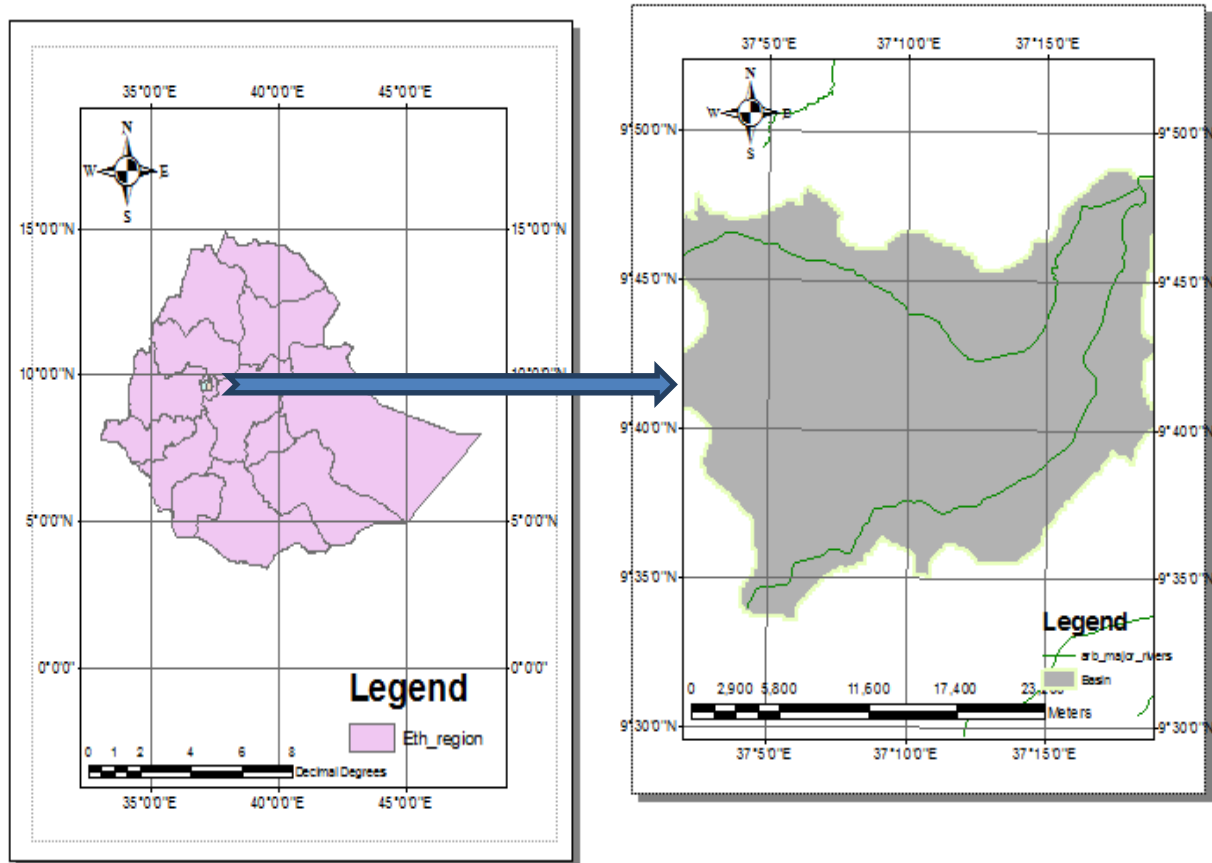 35°0'0"E 40°0'0"E 45°0'0"E
N
W E
S
15°0'0"N 15°0'0"N
10°0'0"N
5°0'0"N 5°0'0"N
0°0'0" 0°0'0"
Legend
Eth_region
0 1 2 4 6 8
Decimal Degrees
35°0'0"E 40°0'0"E 45°0'0"E
37°5'0"E 37°10'0"E 37°15'0"E
N
W E
S
9°50'0"N 9°50'0"N
9°45'0"N 9°45'0"N
9°40'0"N 9°40'0"N
9°35'0"N 9°35'0"N
Legend
arb_major_rivers
Basin
0 2,900 5,800 11,600 17,400
Meters
9°30'0"N 9°30'0"N
37°5'0"E 37°10'0"E 37°15'0"E